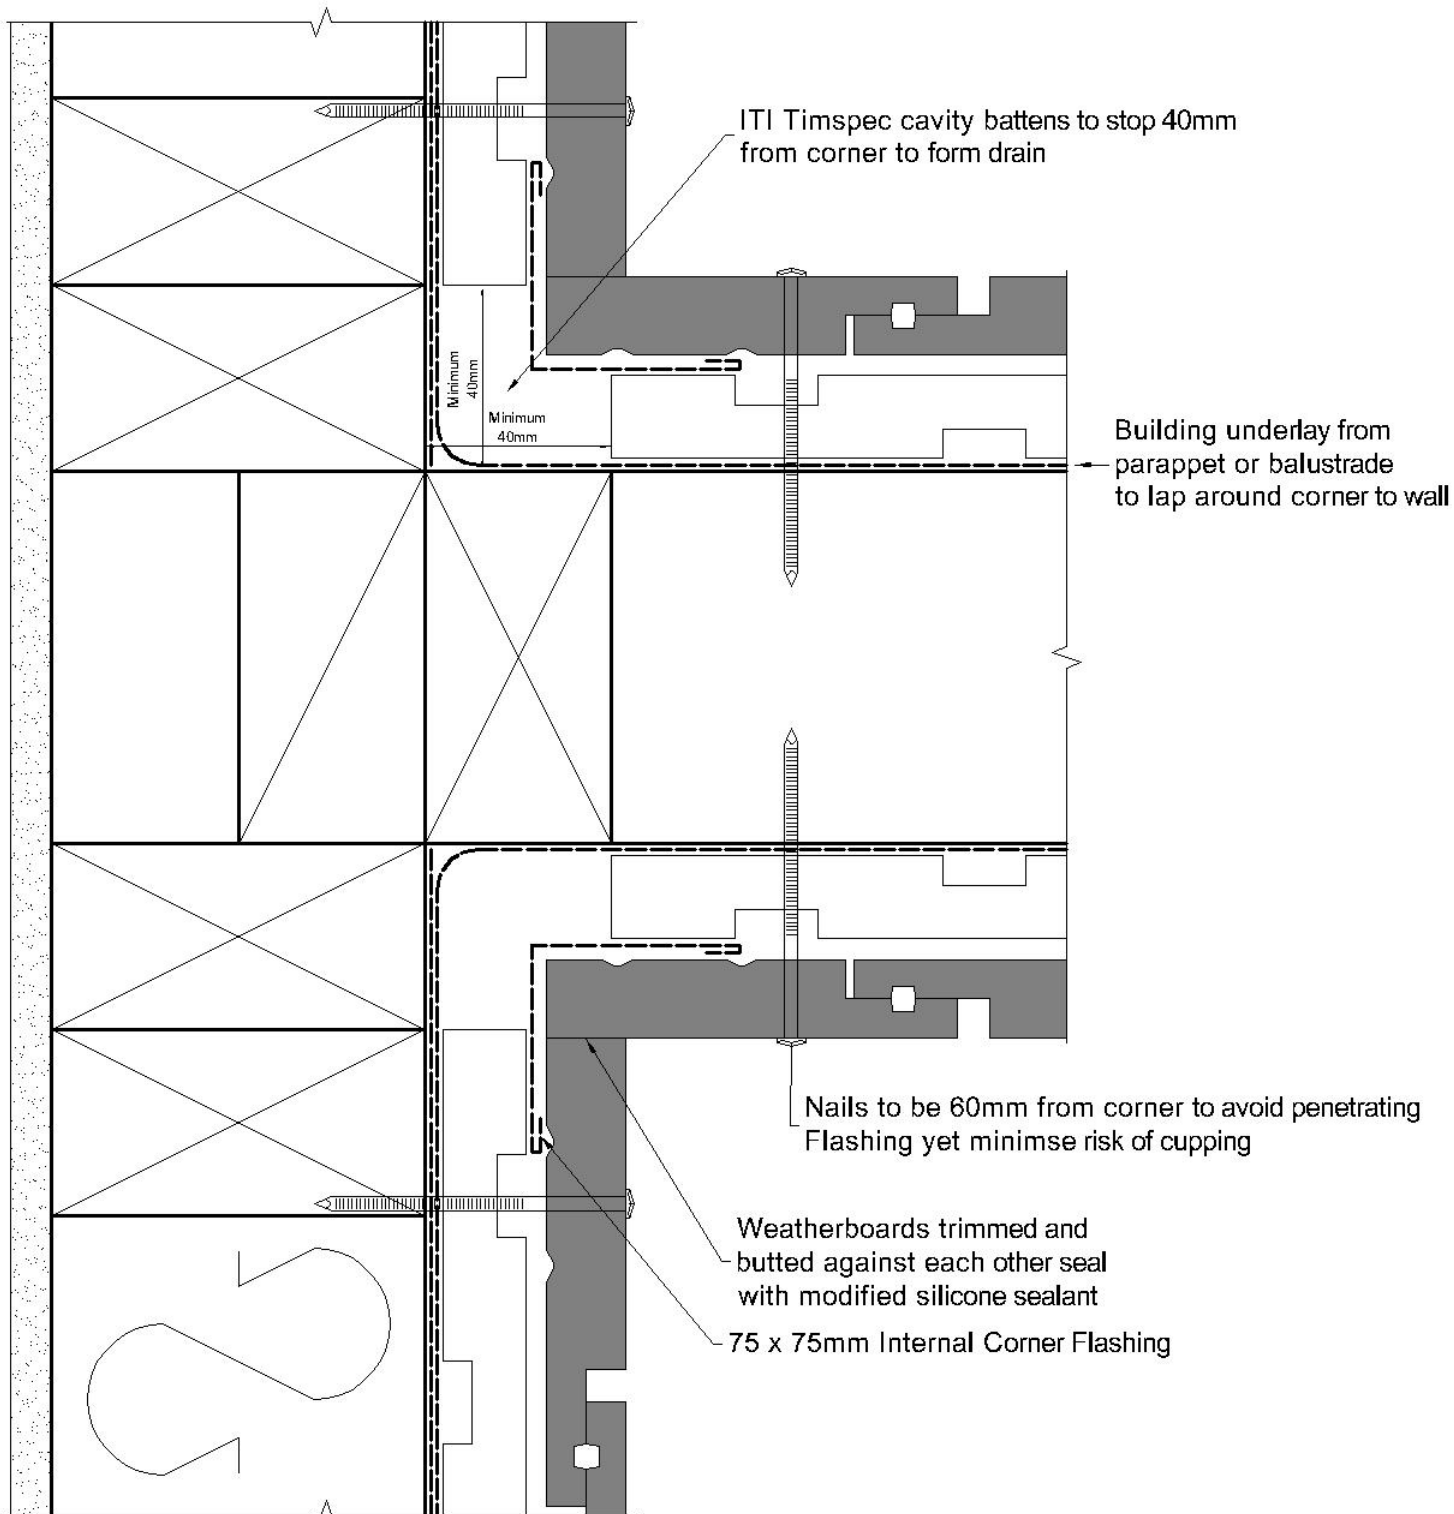 ITI Timspec cavity battens to stop 40mm
from corner to form drain
Minimum
40mm
Minimum
40mm
Building underlay from
parappet or balustrade
to lap around corner to wall
Nails to be 60mm from corner to avoid penetrating
Flashing yet minimse risk of cupping
Weatherboards trimmed and
butted against each other seal
with modified silicone sealant
75 x 75mm Internal Corner Flashing